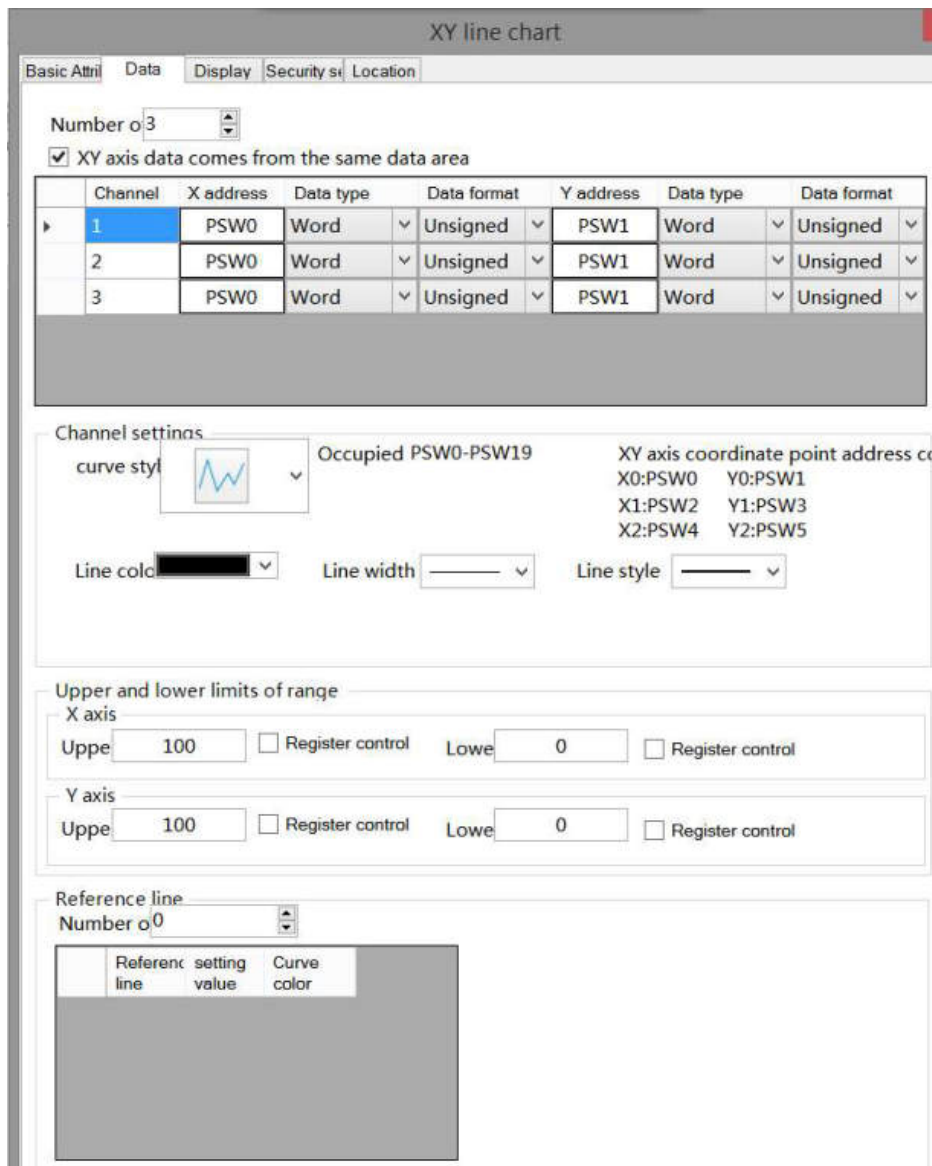 XY line chart
Basic Attri Data Display Security se Location
Number o 3
XY axis data comes from the same data area
Channel X address Data type Data format Y address Data type Data format
1 PSW0 Word Unsigned PSW1 Word Unsigned
2 PSW0 Word Unsigned PSW1 Word Unsigned
3 PSW0 Word Unsigned PSW1 Word Unsigned
Channel settings
curve styl Occupied PSW0-PSW19 XY axis coordinate point address co
X0:PSW0 Y0:PSW1
X1:PSW2 Y1:PSW3
X2:PSW4 Y2:PSW5
Line colo Line width Line style
Upper and lower limits of range
X axis
Uppe 100 Register control Lowe 0 Register control
Y axis
Uppe 100 Register control Lowe 0 Register control
Reference line
Number o 0
Referenc setting Curve
line value color